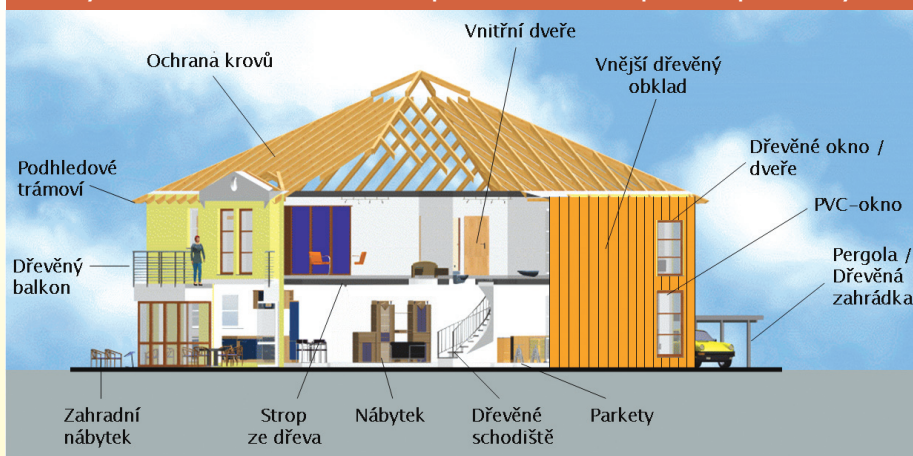 Vnitřní dveře
Ochrana krovů
Vnější dřevěný
obklad
Podhledové
trámoví
Dřevěné okno /
dveře
PVC-okno
Dřevěný
balkon
Pergola /
Dřevěná
zahrádka
Zahradní
nábytek
Strop
ze dřeva
Nábytek
Dřevěné
schodiště
Parkety